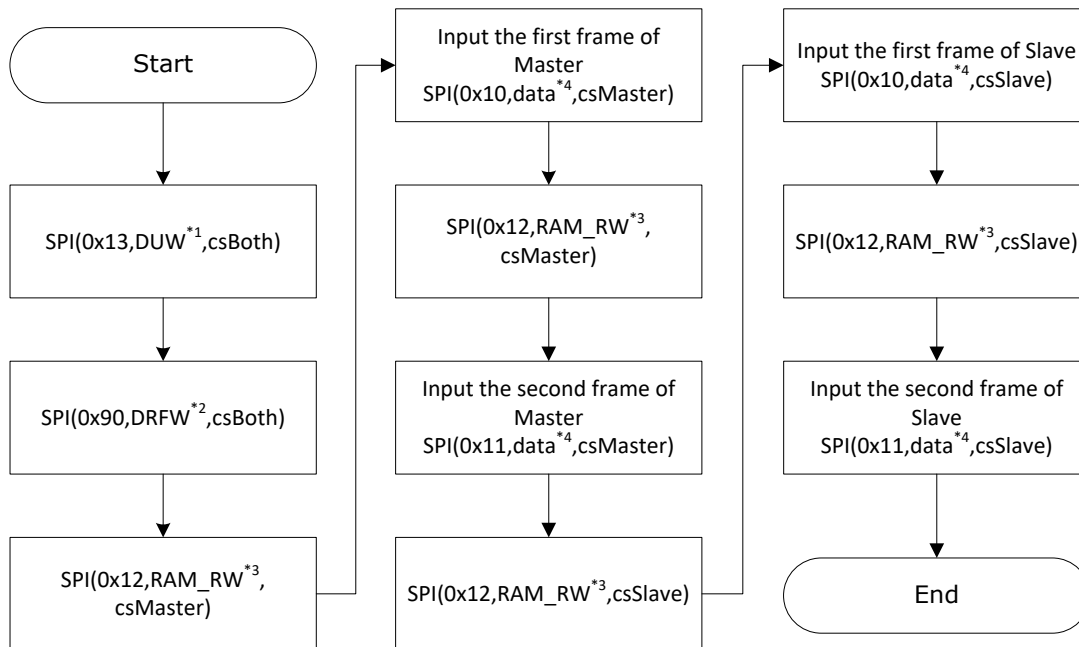 Start
SPI(0x13,DUW*1,csBoth)
SPI(0x90,DRFW*2,csBoth)
SPI(0x12,RAM_RW*3,
csMaster)
Input the first frame of
Master
SPI(0x10,data*4,csMaster)
SPI(0x12,RAM_RW*3,
csMaster)
Input the second frame of
Master
SPI(0x11,data*4,csMaster)
SPI(0x12,RAM_RW*3,csSlave)
Input the first frame of Slave
SPI(0x10,data*4,csSlave)
SPI(0x12,RAM_RW*3,csSlave)
Input the second frame of
Slave
SPI(0x11,data*4,csSlave)
End